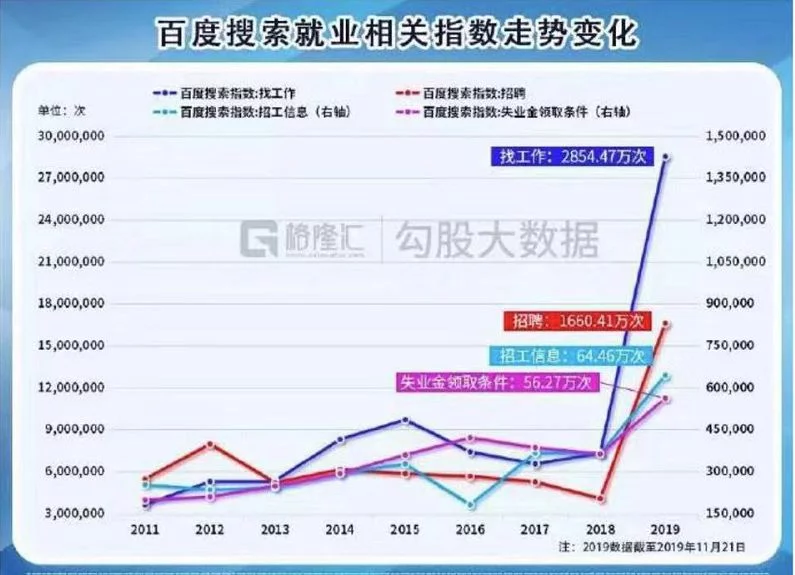 百度搜索就业相关指数走势变化
百度搜索指数:找工作 百度搜索指数:招聘
百度搜索指数:招工信息（右轴） 百度搜索指数:失业金领取条件（右轴）
单位：次
30,000,000 1,500,000
找工作：2854.47万次
27,000,000 1,350,000
24,000,000 1,200,000
格隆汇 勾股大数据
21,000,000 1,050,000
18,000,000 900,000
招聘：1660.41万次
15,000,000 750,000
招工信息：64.46万次
失业金领取条件：56.27万次
12,000,000 600,000
9,000,000 450,000
6,000,000 300,000
3,000,000 150,000
2011 2012 2013 2014 2015 2016 2017 2018 2019
注：2019数据截至2019年11月21日